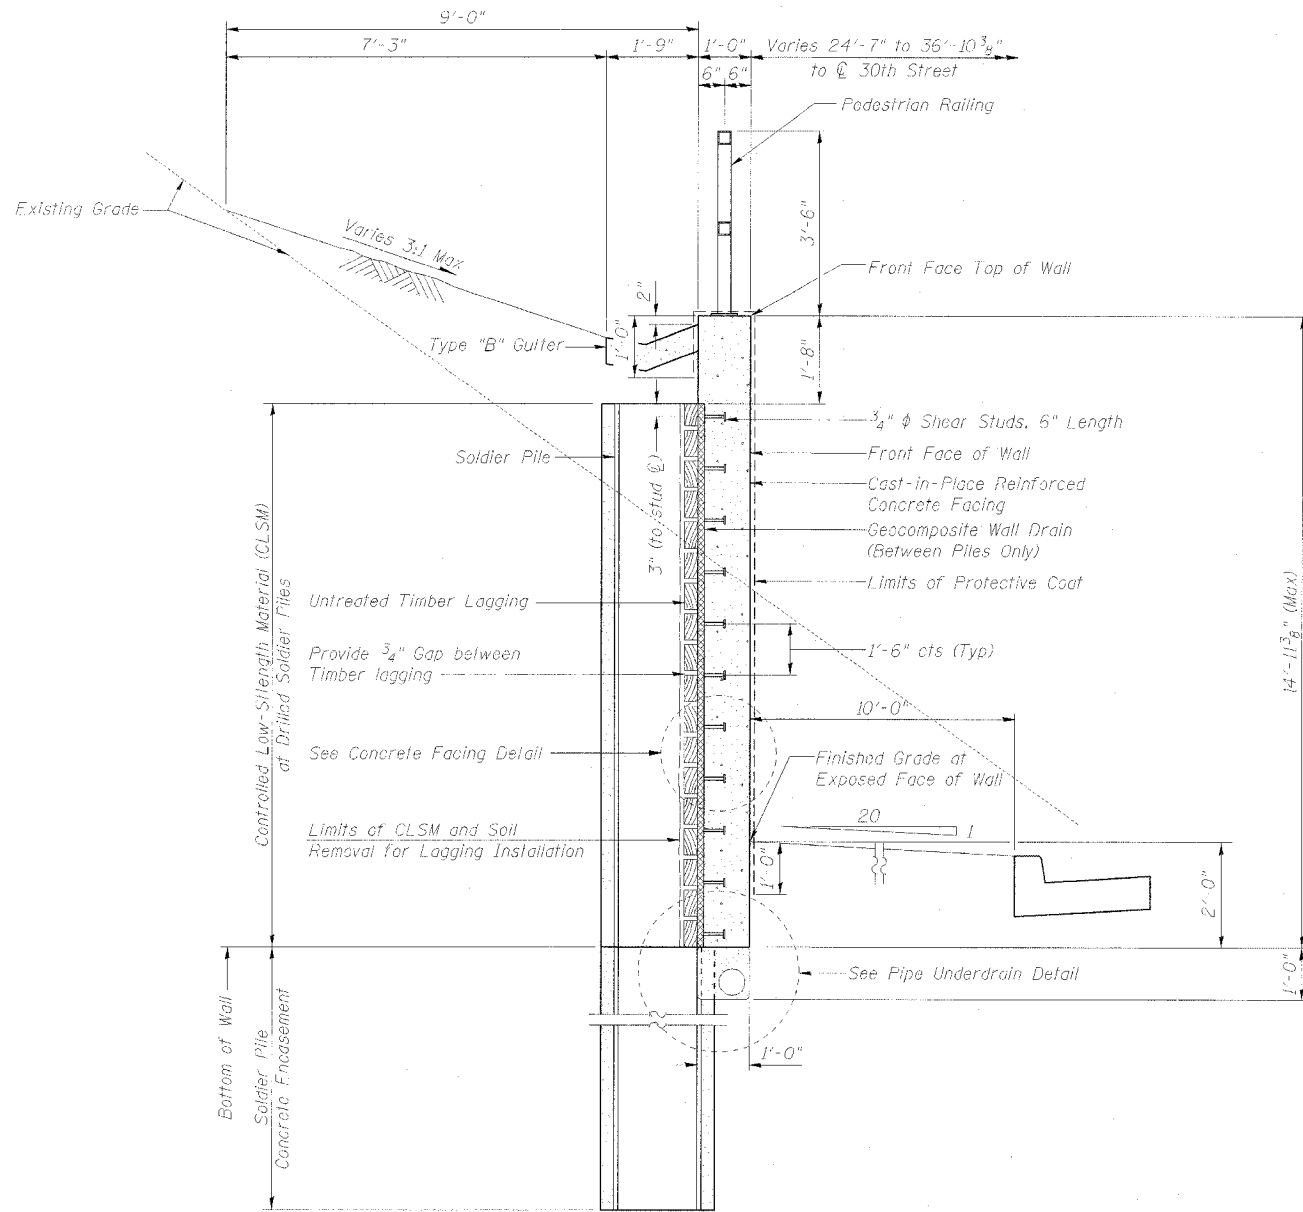 9'-0"
7'-3"
1'-9"
1'-0"
Varies 24'-7" to 36'-10 3/8"
to ℄ 30th Street
6"
6"
Pedestrian Railing
Existing Grade
Varies 3:1 Max
3'-6"
Front Face Top of Wall
2"
1'-0"
Type "B" Gutter
1'-8"
3/4" ϕ Shear Studs, 6" Length
Soldier Pile
Front Face of Wall
Cast-in-Place Reinforced
Concrete Facing
3" (to stud ℄)
Geocomposite Wall Drain
(Between Piles Only)
Limits of Protective Coat
Controlled Low-Strength Material (CLSM)
at Drilled Soldier Piles
Untreated Timber Lagging
14'-11 3/8" (Max)
1'-6" cts (Typ)
Provide 3/4" Gap between
Timber lagging
10'-0"
See Concrete Facing Detail
Finished Grade at
Exposed Face of Wall
20
1
Limits of CLSM and Soil
Removal for Lagging Installation
1'-0"
2'-0"
See Pipe Underdrain Detail
1'-0"
Bottom of Wall
Soldier Pile
Concrete Encasement
1'-0"